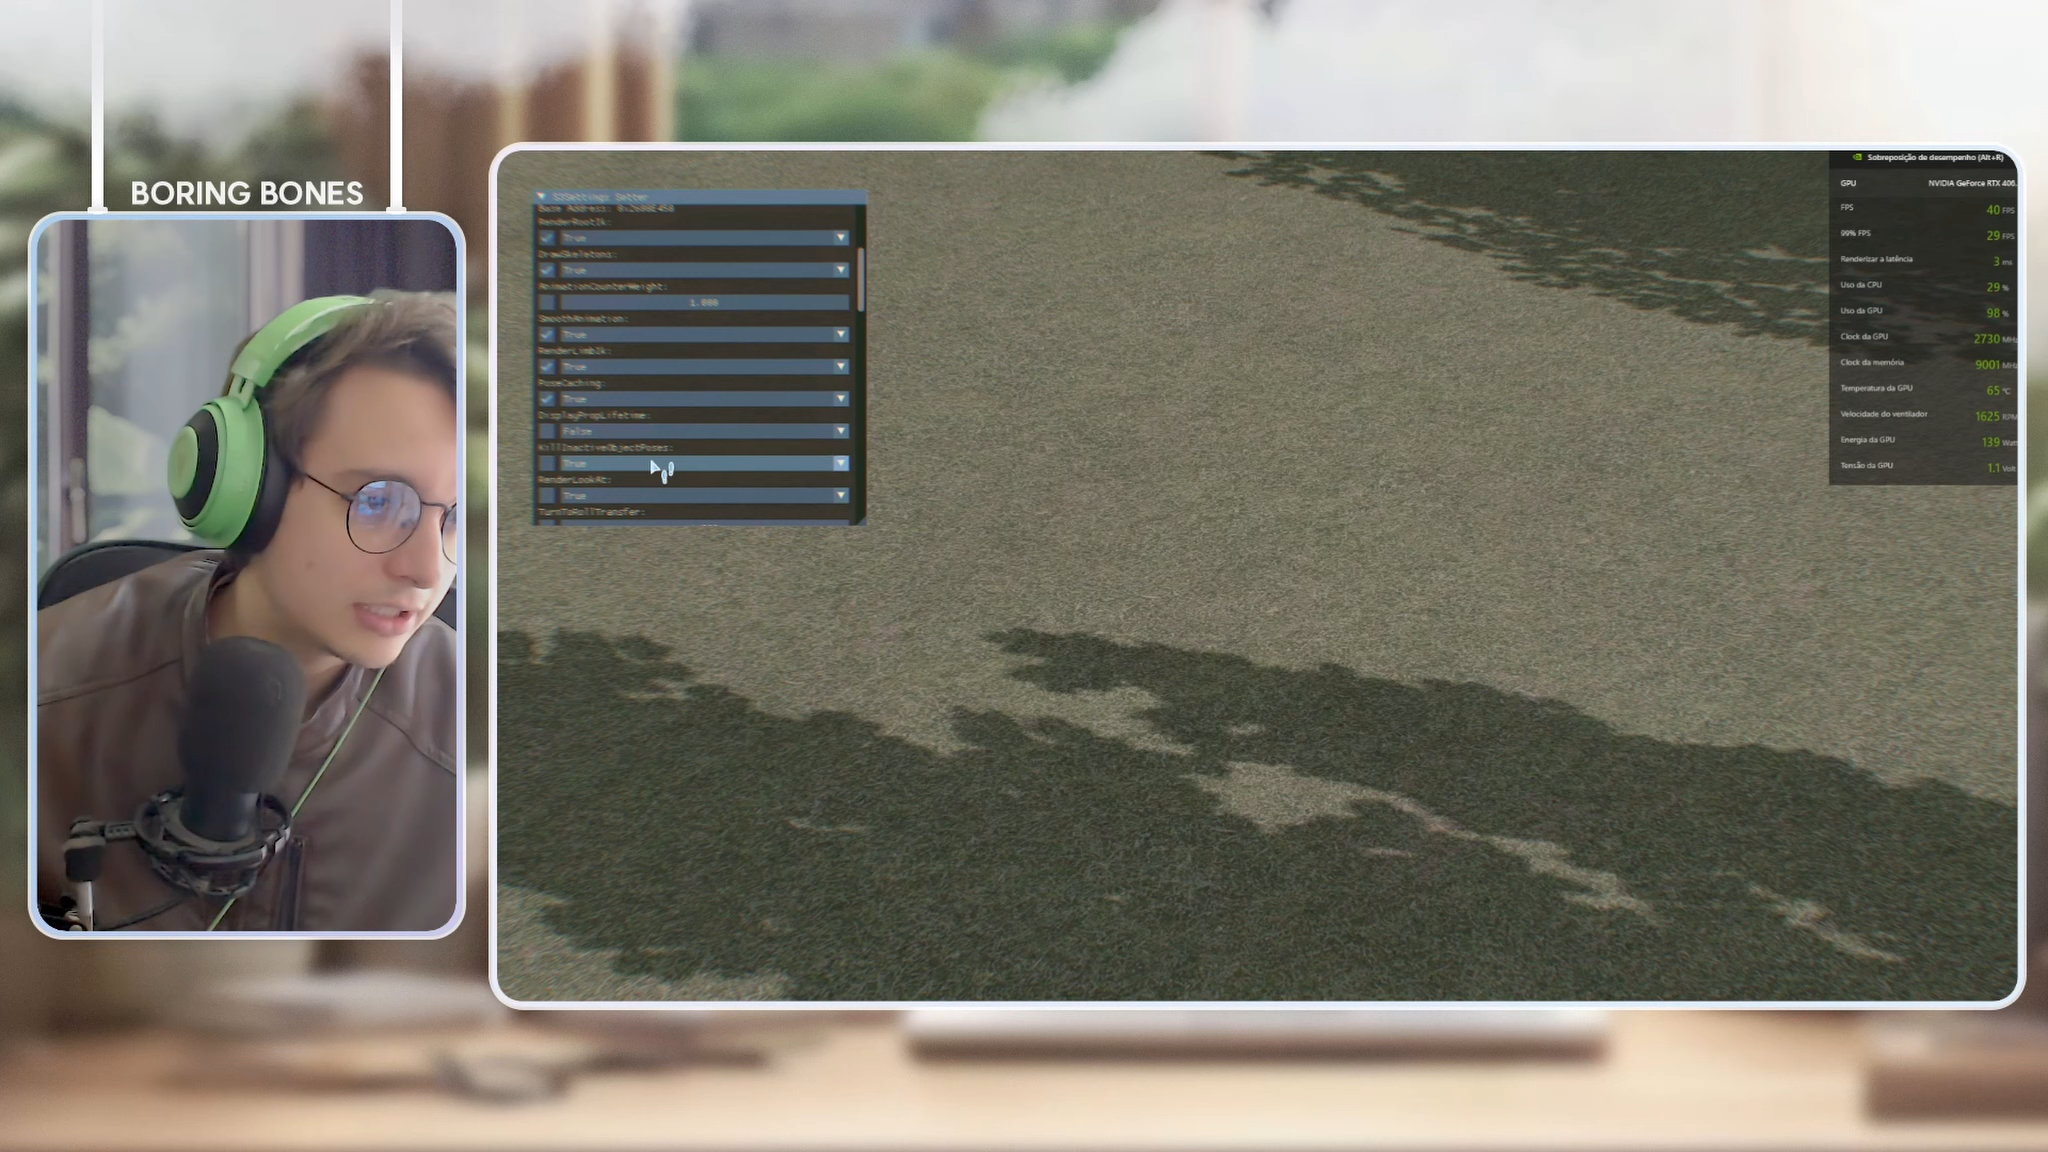 BORING BONES
S3Settings Setter
RenderRootIk:
True
DrawSkeletons:
True
AnimationCounterWeight:
1.000
SmoothAnimation:
True
RenderLimbIk:
True
PoseCaching:
True
DisplayPropLifetime:
False
KillInactiveObjectPoses:
True
RenderLookAt:
True
TurnToRollTransfer:
Sobreposição de desempenho (Alt+R)
GPU NVIDIA GeForce RTX 406
FPS 40 FPS
99% FPS 29 FPS
Renderizar a latência 3 ms
Uso da CPU 29 %
Uso da GPU 98 %
Clock da GPU 2730 MHz
Clock da memória 9001 MHz
Temperatura da GPU 65 °C
Velocidade do ventilador 1625 RPM
Energia da GPU 139 Watt
Tensão da GPU 1.1 Volt